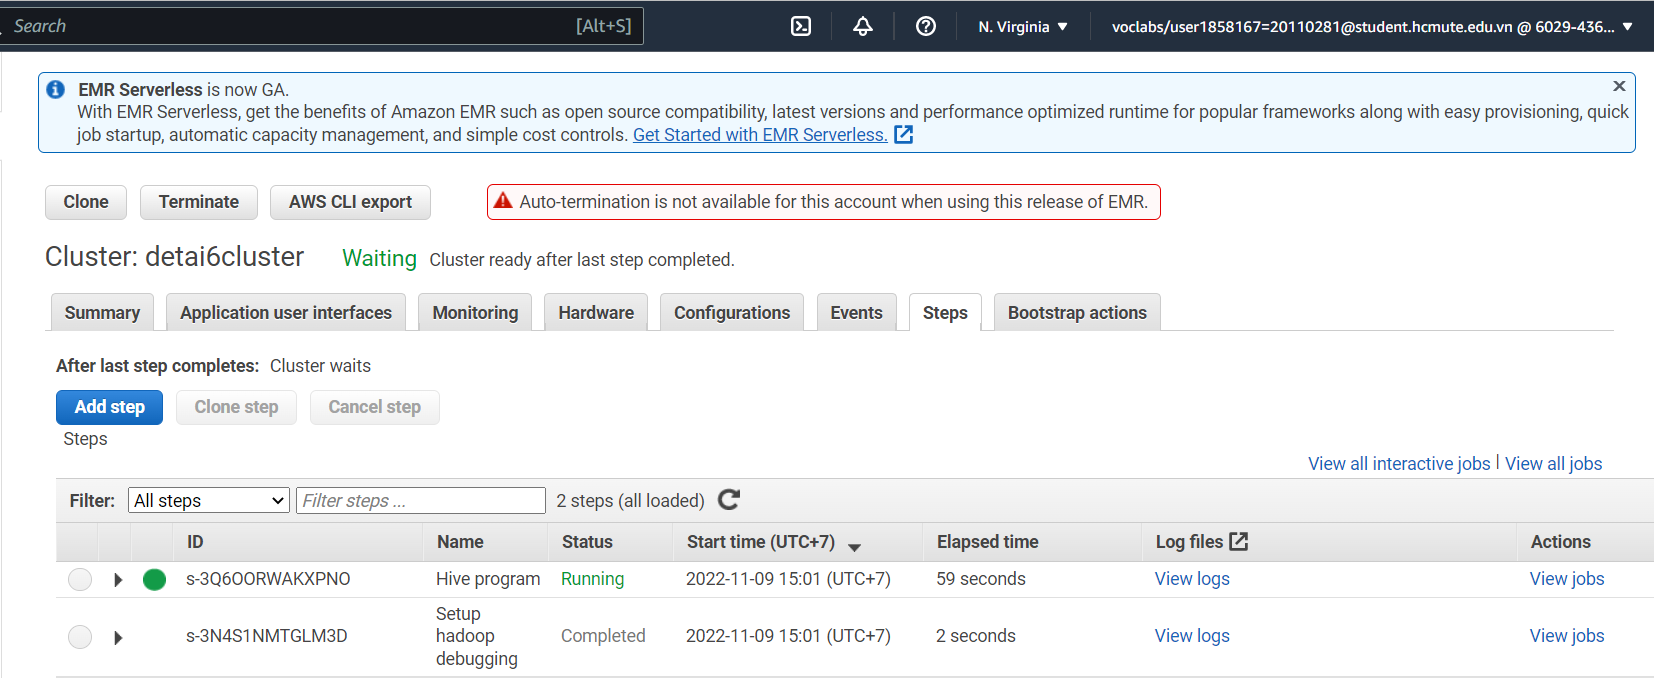 Search [Alt+S] N. Virginia voclabs/user1858167=20110281@student.hcmute.edu.vn @ 6029-436...
EMR Serverless is now GA.
With EMR Serverless, get the benefits of Amazon EMR such as open source compatibility, latest versions and performance optimized runtime for popular frameworks along with easy provisioning, quick
job startup, automatic capacity management, and simple cost controls. Get Started with EMR Serverless.
Clone Terminate AWS CLI export Auto-termination is not available for this account when using this release of EMR.
Cluster: detai6cluster Waiting Cluster ready after last step completed.
Summary Application user interfaces Monitoring Hardware Configurations Events Steps Bootstrap actions
After last step completes: Cluster waits
Add step Clone step Cancel step
Steps
View all interactive jobs | View all jobs
Filter: All steps Filter steps ... 2 steps (all loaded)
ID Name Status Start time (UTC+7) Elapsed time Log files Actions
s-3Q6OORWAKXPNO Hive program Running 2022-11-09 15:01 (UTC+7) 59 seconds View logs View jobs
Setup
s-3N4S1NMTGLM3D hadoop Completed 2022-11-09 15:01 (UTC+7) 2 seconds View logs View jobs
debugging